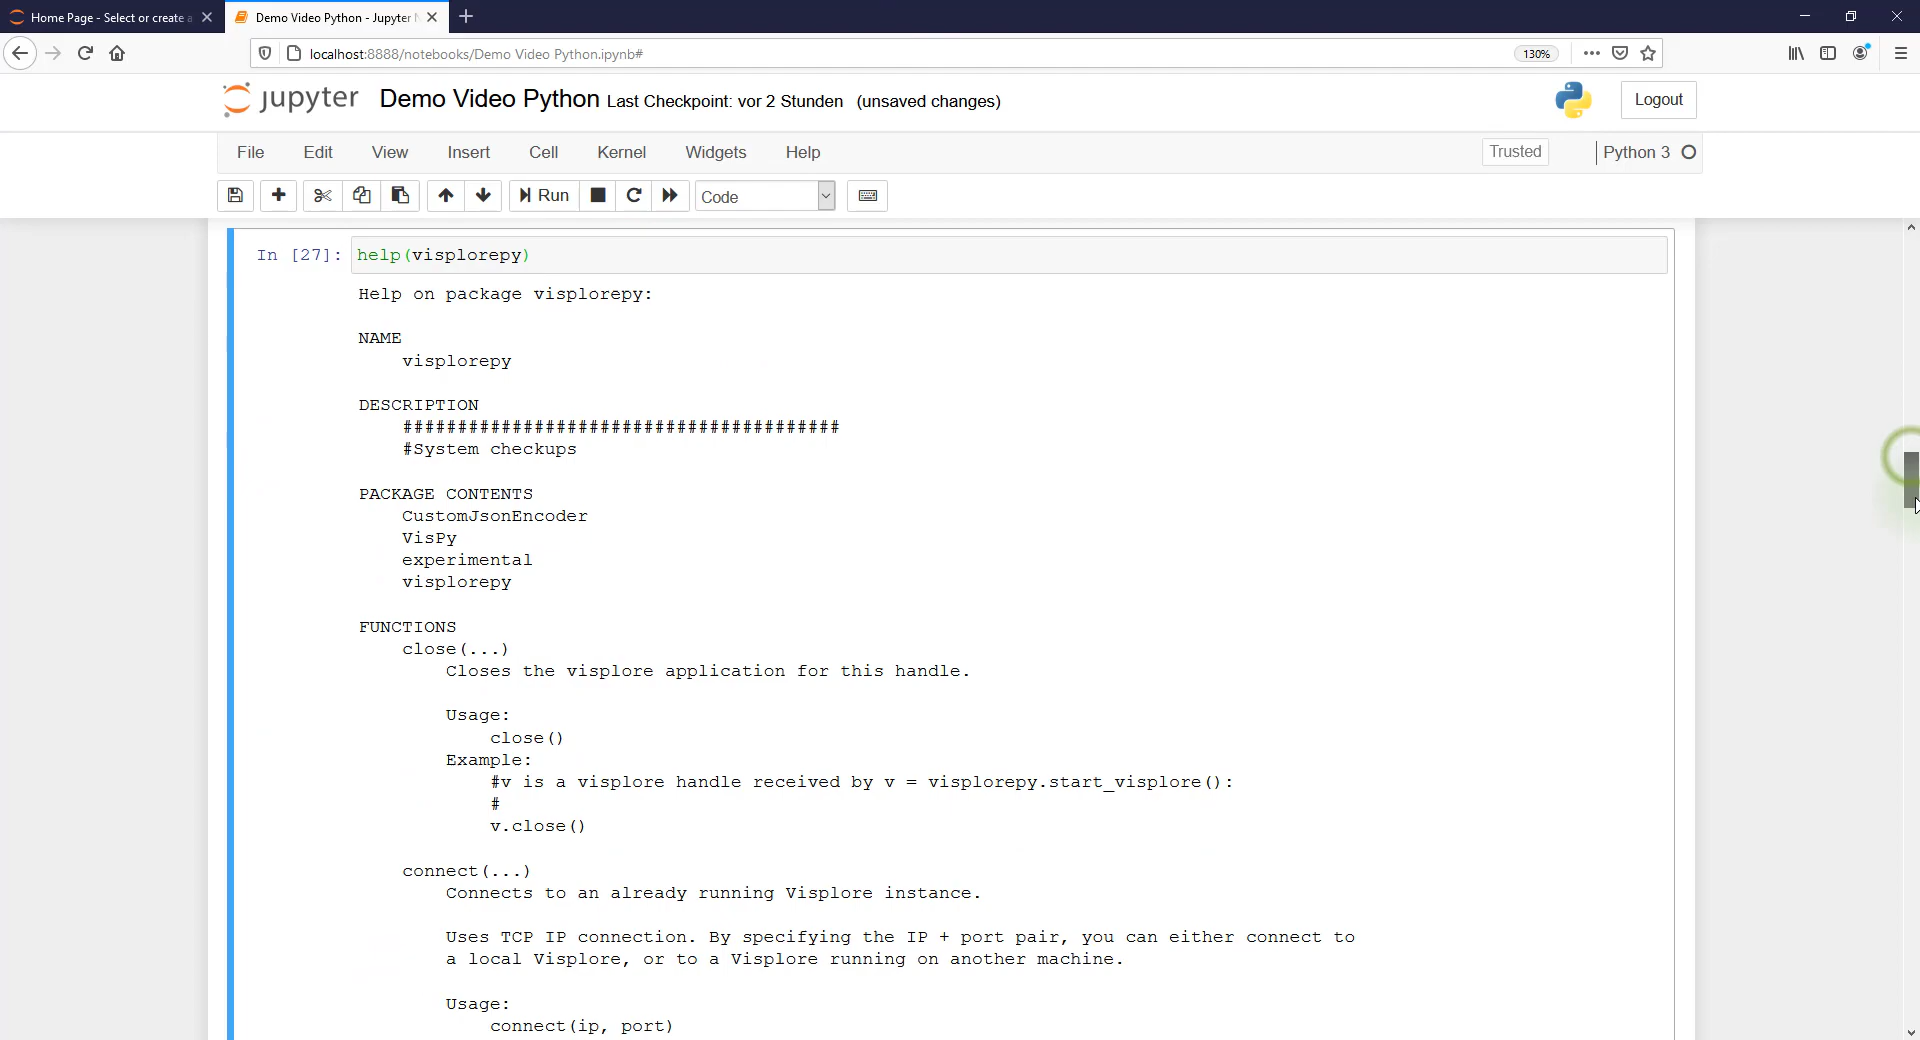 Home Page - Select or create a
Demo Video Python - Jupyter N
localhost:8888/notebooks/Demo Video Python.ipynb#
130%
jupyter
Demo Video Python Last Checkpoint: vor 2 Stunden (unsaved changes)
Logout
File Edit View Insert Cell Kernel Widgets Help
Trusted
Python 3
Run
Code
In [27]: help(visplorepy)
Help on package visplorepy:
NAME
visplorepy
DESCRIPTION
########################################
#System checkups
PACKAGE CONTENTS
CustomJsonEncoder
VisPy
experimental
visplorepy
FUNCTIONS
close(...)
Closes the visplore application for this handle.
Usage:
close()
Example:
#v is a visplore handle received by v = visplorepy.start_visplore():
#
v.close()
connect(...)
Connects to an already running Visplore instance.
Uses TCP IP connection. By specifying the IP + port pair, you can either connect to
a local Visplore, or to a Visplore running on another machine.
Usage:
connect(ip, port)